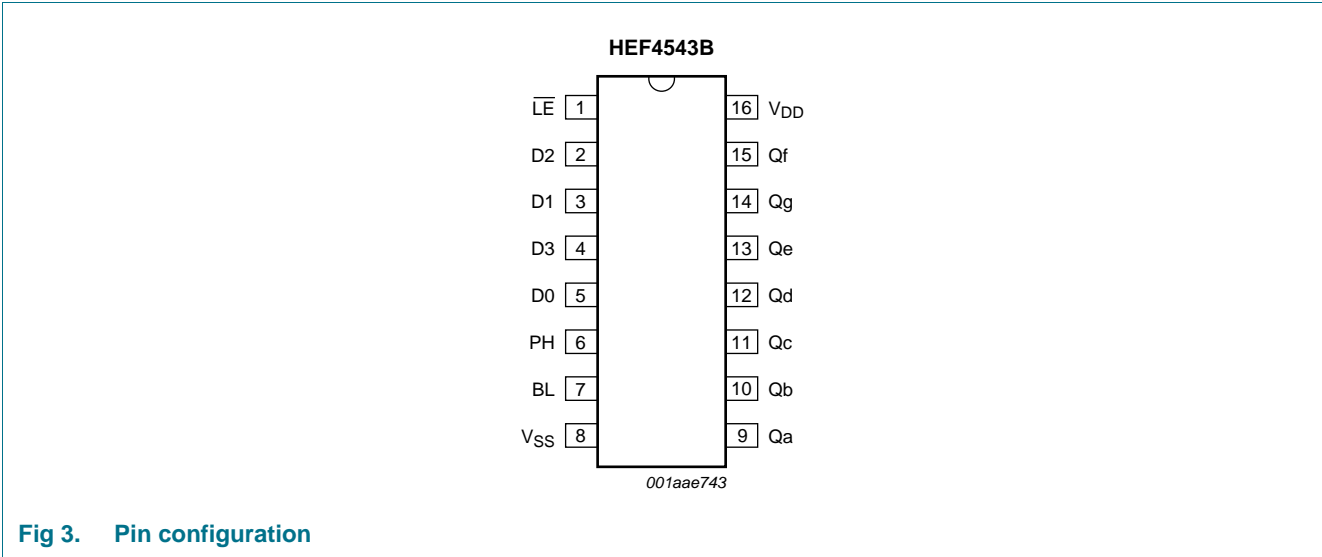 HEF4543B
L̅E̅ 1 16 VDD
D2 2 15 Qf
D1 3 14 Qg
D3 4 13 Qe
D0 5 12 Qd
PH 6 11 Qc
BL 7 10 Qb
VSS 8 9 Qa
001aae743
Fig 3. Pin configuration